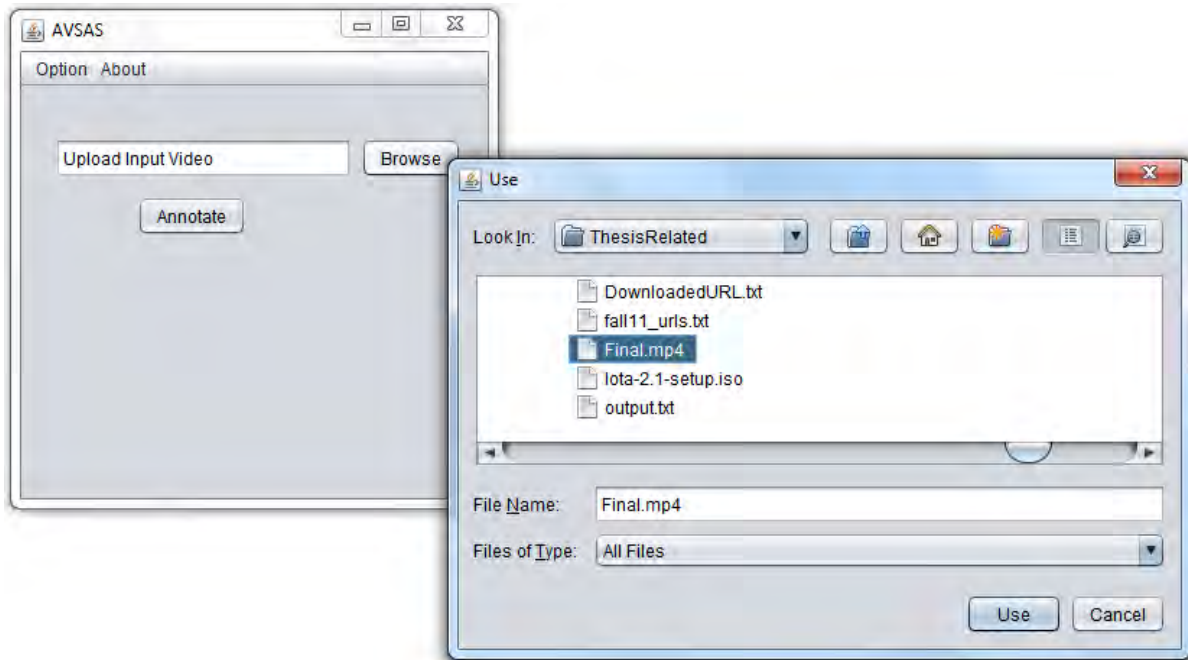 AVSAS
Option About
Upload Input Video Browse
Annotate
Use
Look In: ThesisRelated
DownloadedURL.txt
fall11_urls.txt
Final.mp4
Iota-2.1-setup.iso
output.txt
File Name: Final.mp4
Files of Type: All Files
Use Cancel